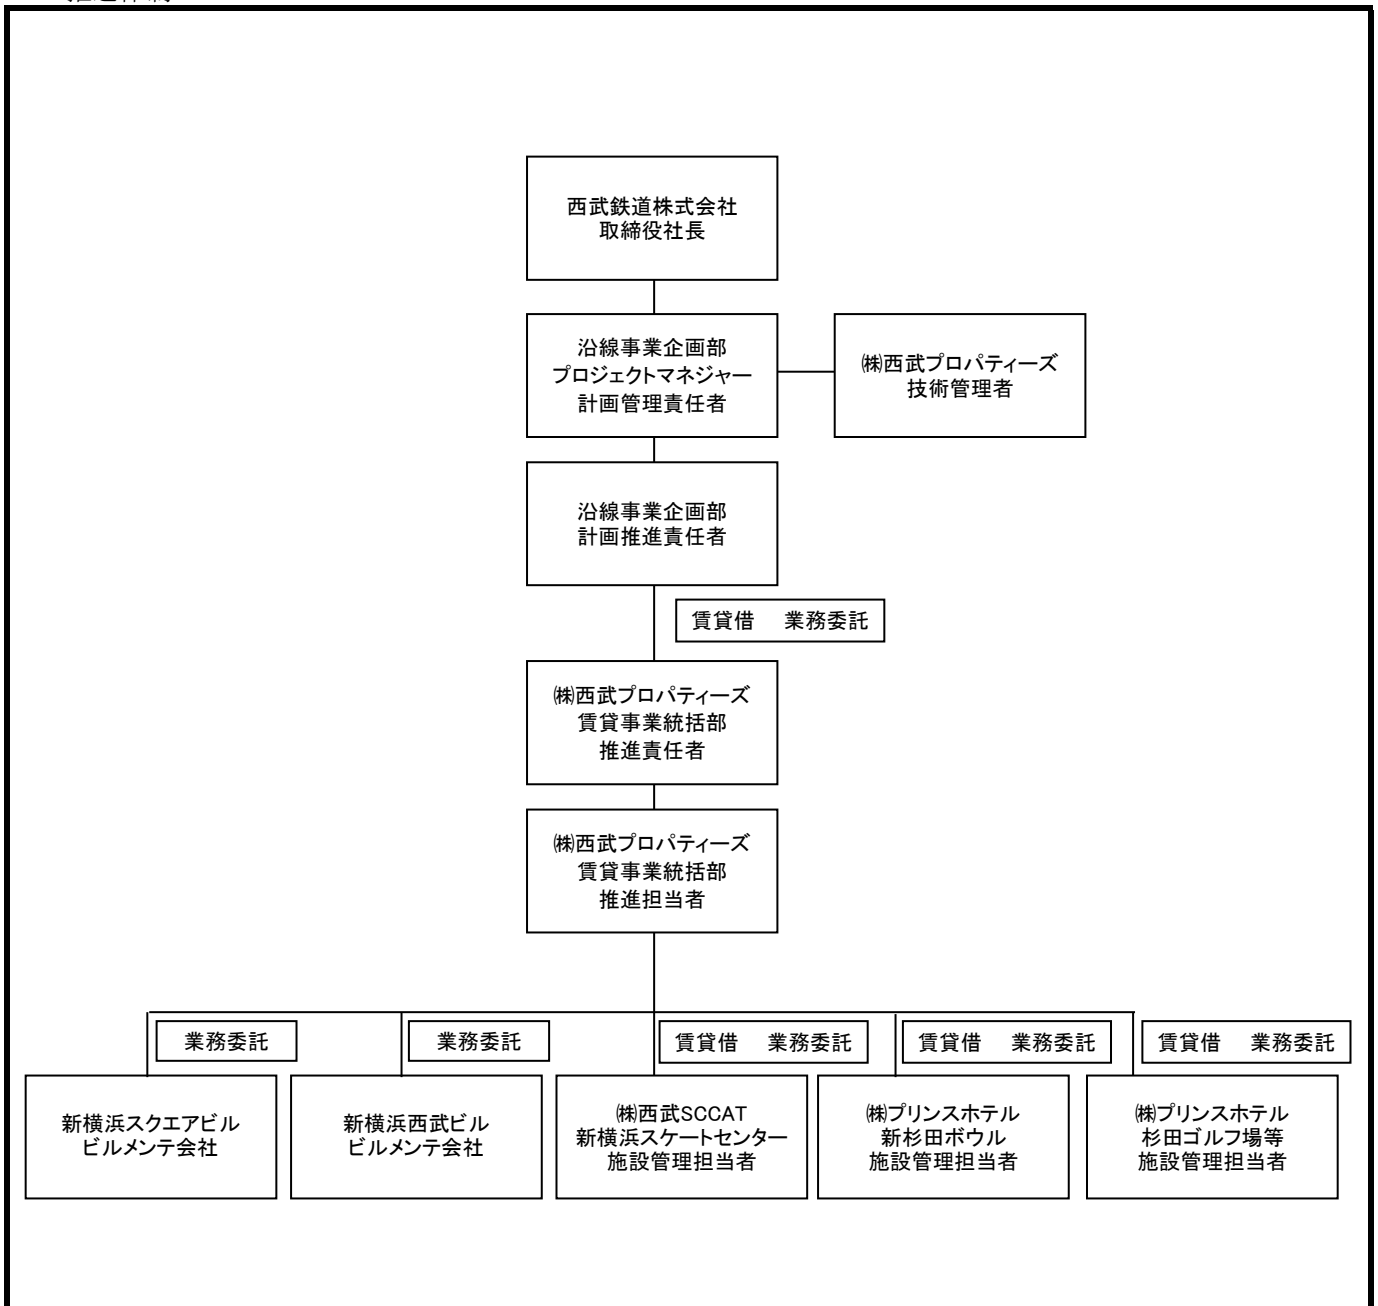 西武鉄道株式会社
取締役社長
沿線事業企画部
プロジェクトマネジャー
計画管理責任者
㈱西武プロパティーズ
技術管理者
沿線事業企画部
計画推進責任者
賃貸借　業務委託
㈱西武プロパティーズ
賃貸事業統括部
推進責任者
㈱西武プロパティーズ
賃貸事業統括部
推進担当者
業務委託
業務委託
賃貸借　業務委託
賃貸借　業務委託
賃貸借　業務委託
新横浜スクエアビル
ビルメンテ会社
新横浜西武ビル
ビルメンテ会社
㈱西武SCCAT
新横浜スケートセンター
施設管理担当者
㈱プリンスホテル
新杉田ボウル
施設管理担当者
㈱プリンスホテル
杉田ゴルフ場等
施設管理担当者